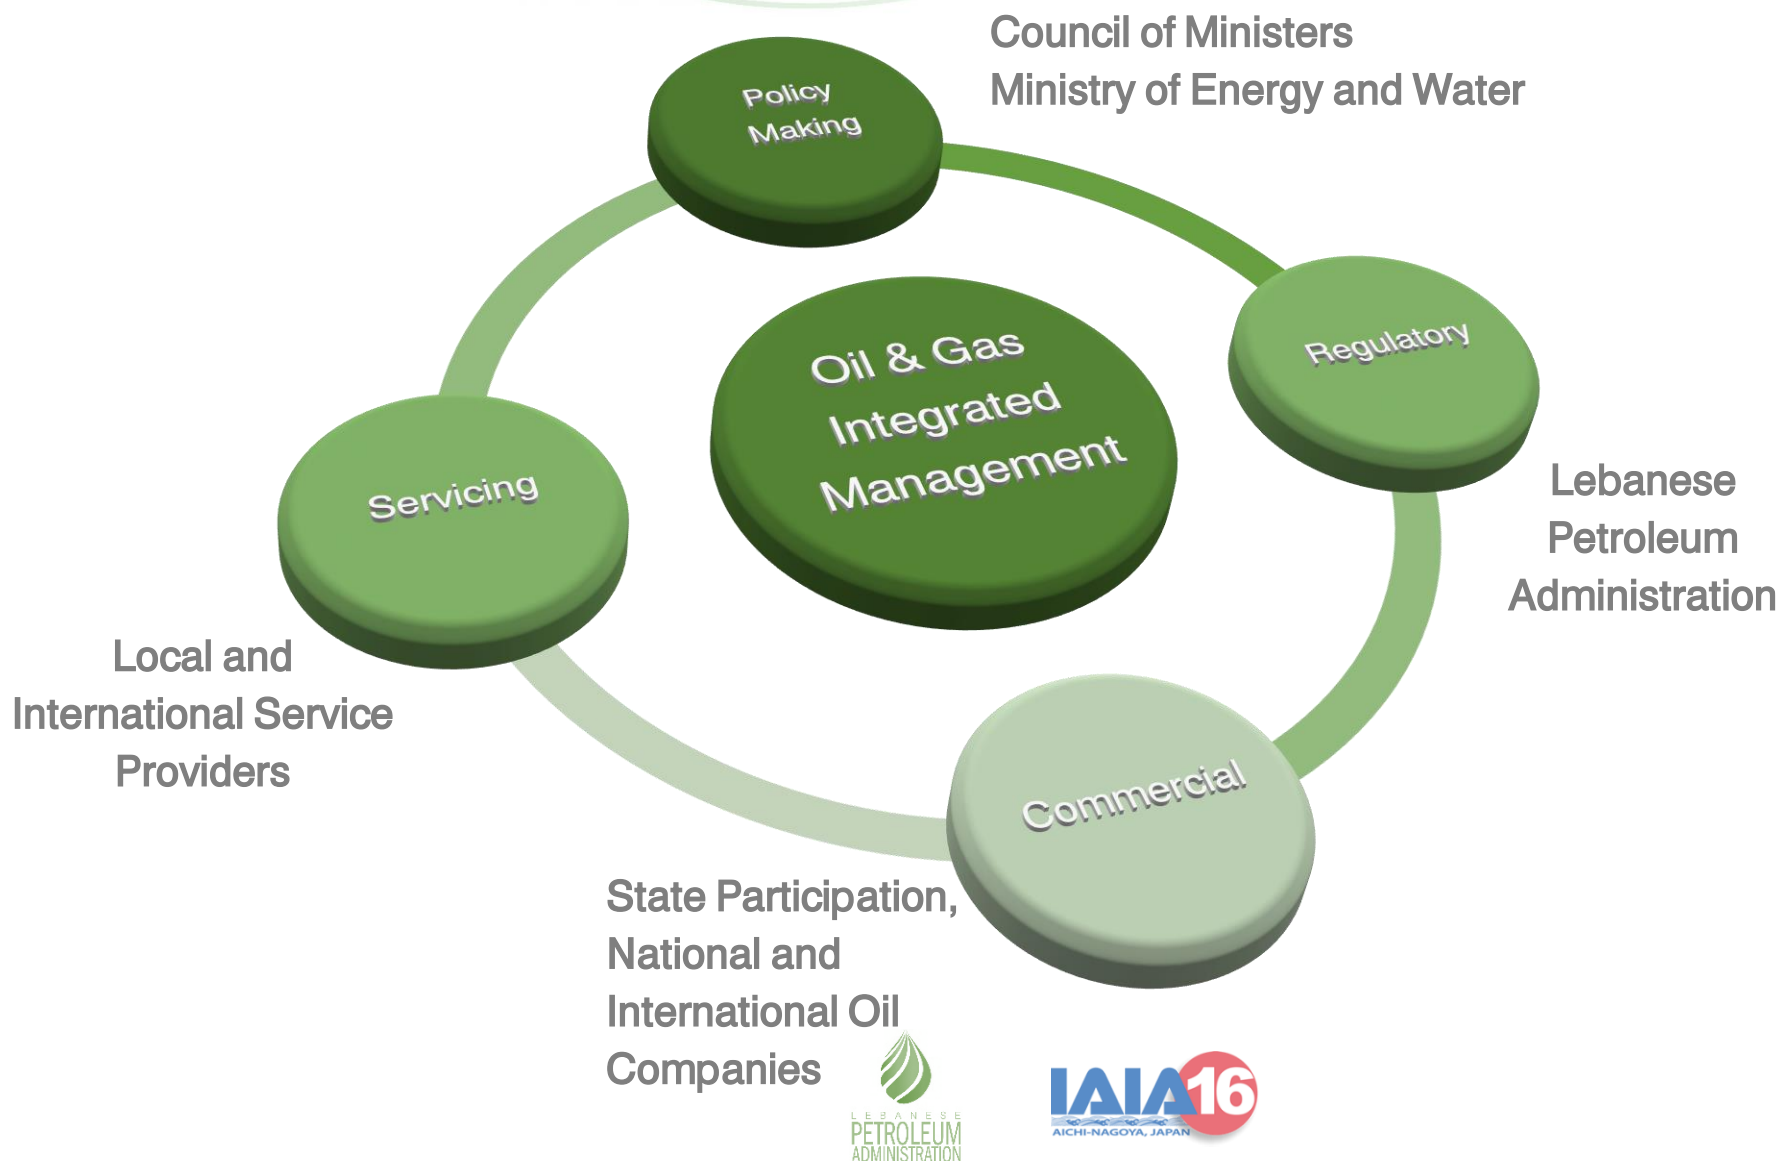 Council of Ministers
Ministry of Energy and Water
Policy
Making
Regulatory
Oil & Gas
Integrated
Management
Servicing
Lebanese
Petroleum
Administration
Local and
International Service
Providers
Commercial
State Participation,
National and
International Oil
Companies
LEBANESE
PETROLEUM
ADMINISTRATION
IAIA16
AICHI-NAGOYA, JAPAN